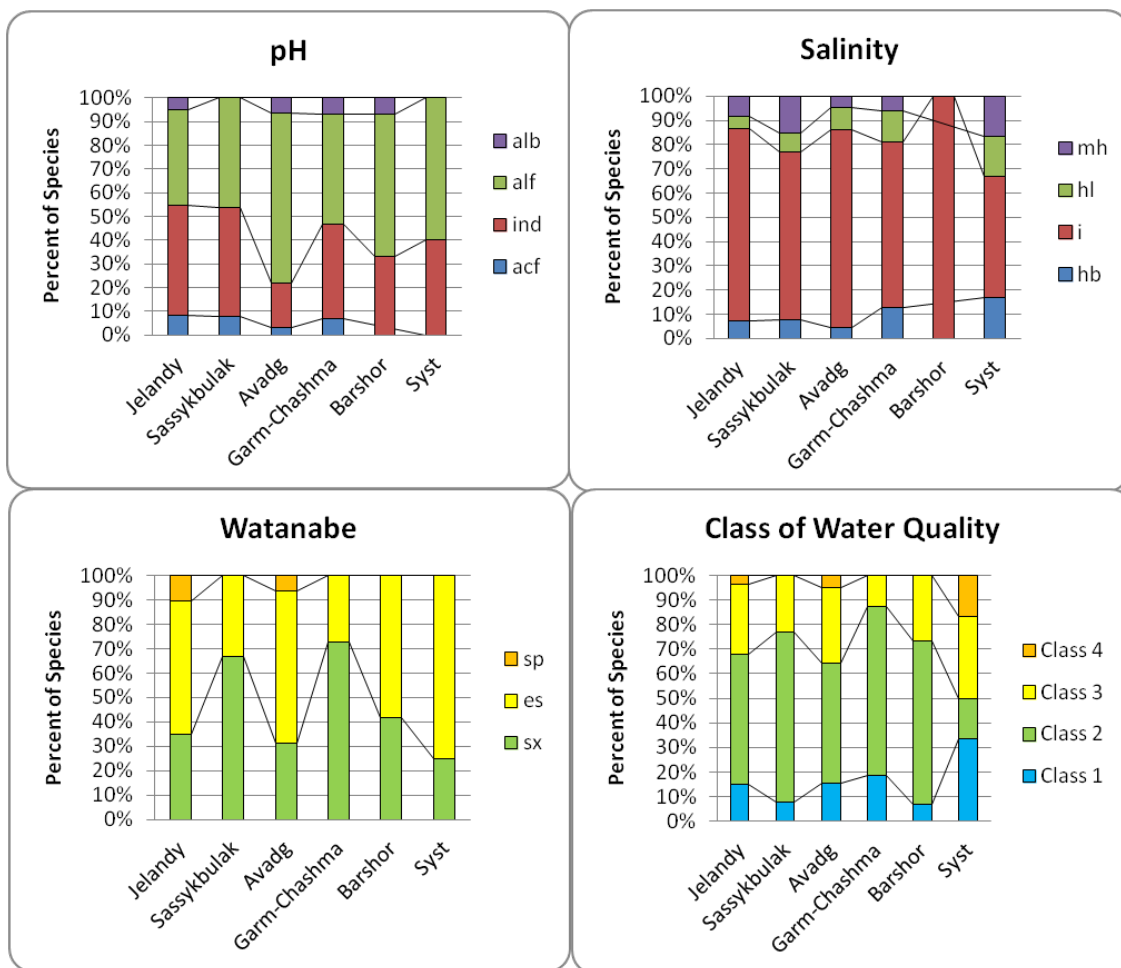 pH
Percent of Species
100%
90%
80%
70%
60%
50%
40%
30%
20%
10%
0%
Jelandy
Sassykbulak
Avadg
Garm-Chashma
Barshor
Syst
alb
alf
ind
acf
Salinity
Percent of Species
100%
90%
80%
70%
60%
50%
40%
30%
20%
10%
0%
Jelandy
Sassykbulak
Avadg
Garm-Chashma
Barshor
Syst
mh
hl
i
hb
Watanabe
Percent of Species
100%
90%
80%
70%
60%
50%
40%
30%
20%
10%
0%
Jelandy
Sassykbulak
Avadg
Garm-Chashma
Barshor
Syst
sp
es
sx
Class of Water Quality
Percent of Species
100%
90%
80%
70%
60%
50%
40%
30%
20%
10%
0%
Jelandy
Sassykbulak
Avadg
Garm-Chashma
Barshor
Syst
Class 4
Class 3
Class 2
Class 1